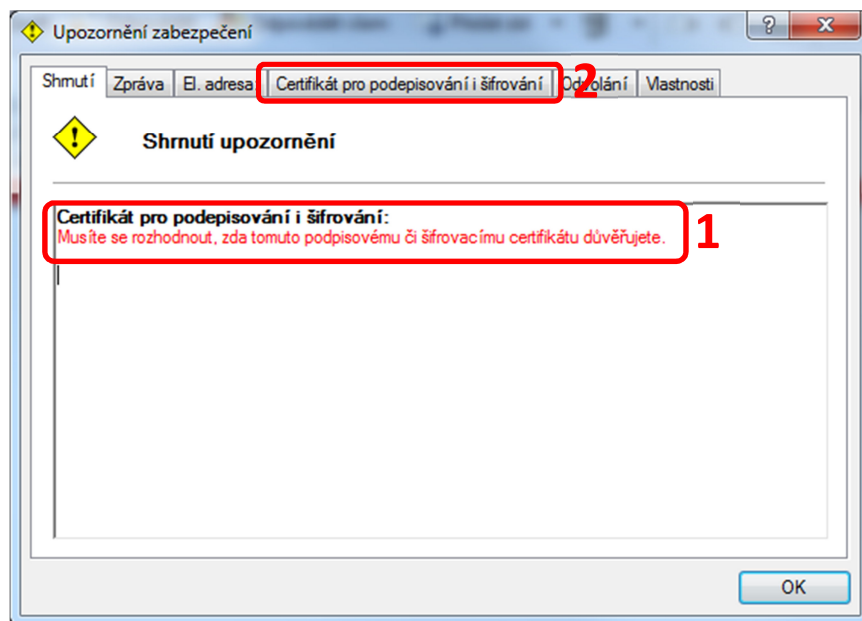 Upozornění zabezpečení
Shrnutí Zpráva El. adresa Certifikát pro podepisování i šifrování 2 Odvolání Vlastnosti
Shrnutí upozornění
Certifikát pro podepisování i šifrování:
Musíte se rozhodnout, zda tomuto podpisovému či šifrovacímu certifikátu důvěřujete.
1
OK